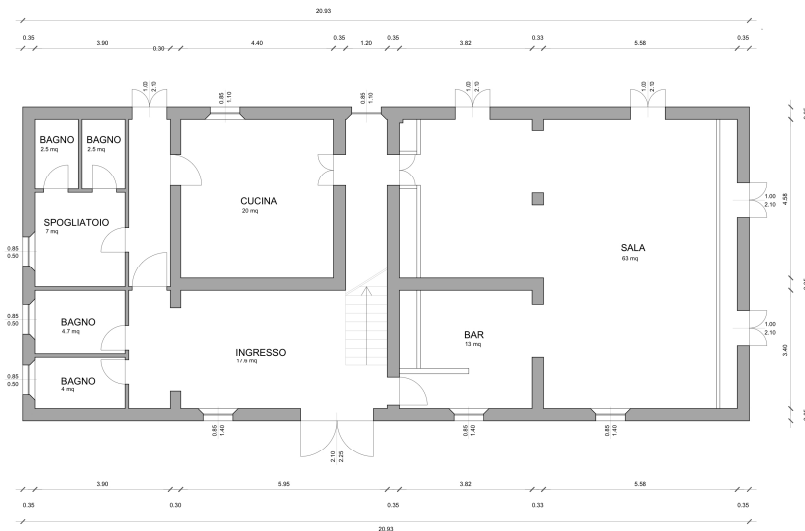 20.93
0.35 3.90 0.30 4.40 0.35 1.20 0.35 3.82 0.33 5.58 0.35
1.00 2.10
0.85 1.10
0.85 1.10
1.00 2.10
1.00 2.10
BAGNO
2.5 mq
BAGNO
2.5 mq
SPOGLIATOIO
7 mq
CUCINA
20 mq
SALA
63 mq
1.00
2.10
4.58
0.85
0.50
0.85
0.50
BAGNO
4.7 mq
INGRESSO
17.6 mq
BAR
13 mq
1.00
2.10
3.40
0.85
0.50
BAGNO
4 mq
0.85 1.40
2.10 2.25
0.85 1.40
0.85 1.40
3.90 5.95 3.82 5.58
0.35 0.30 0.35 0.33 0.35
20.93